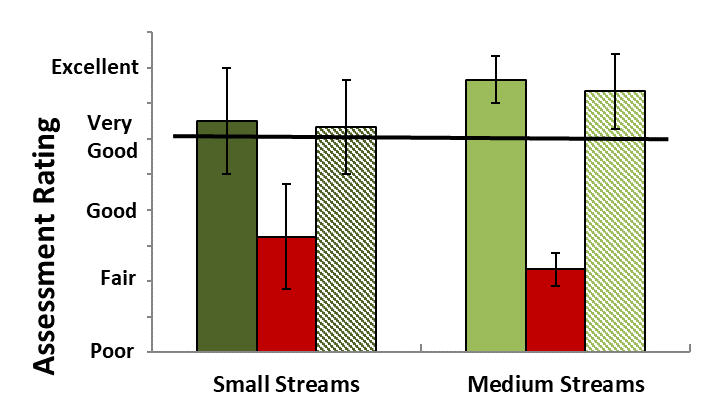 Assessment Rating
Excellent
Very
Good
Good
Fair
Poor
Small Streams
Medium Streams